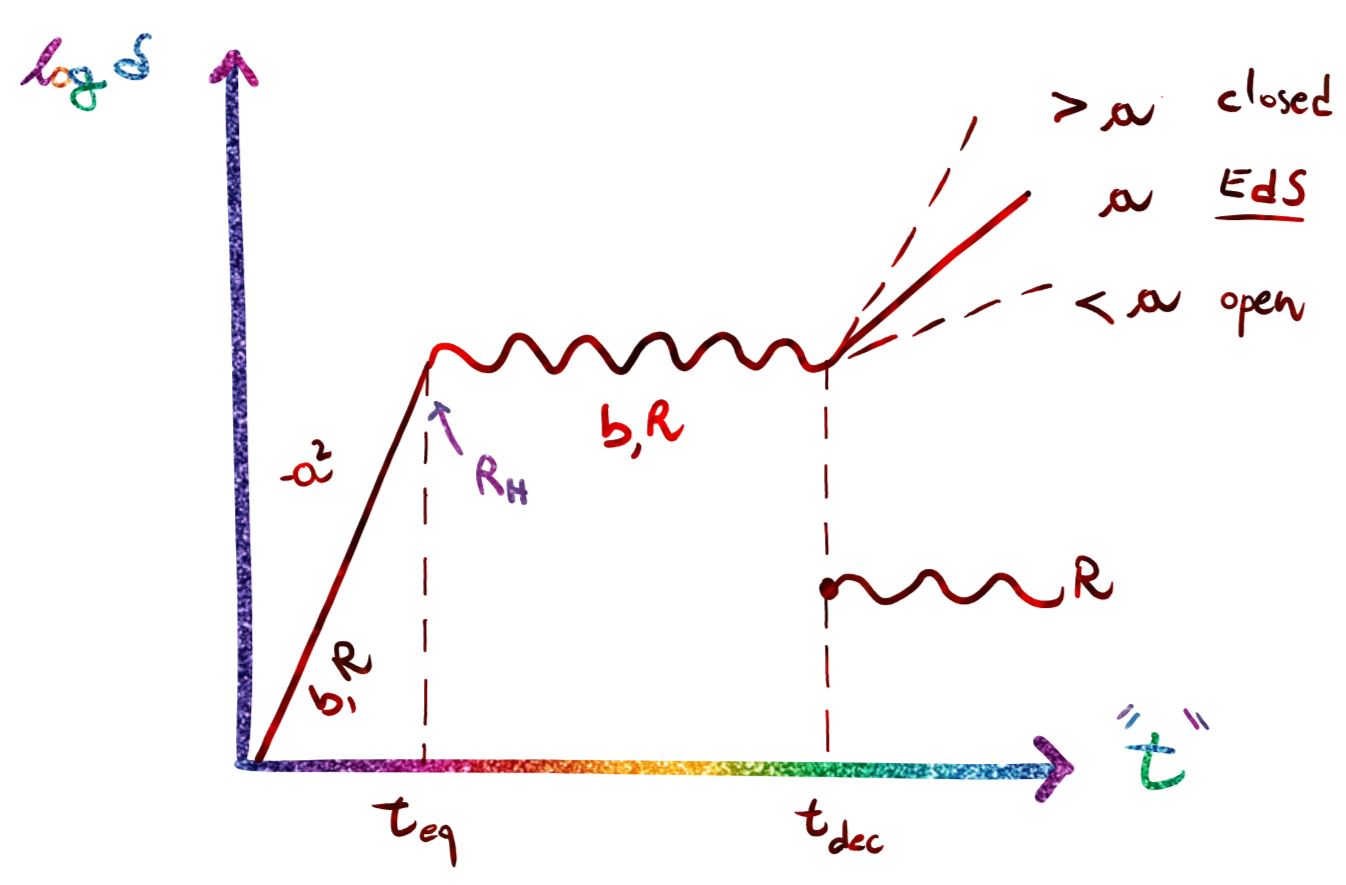 log δ
> a closed
a EdS
< a open
b, R
a²
R_H
R
b, R
"t"
t_eq
t_dec